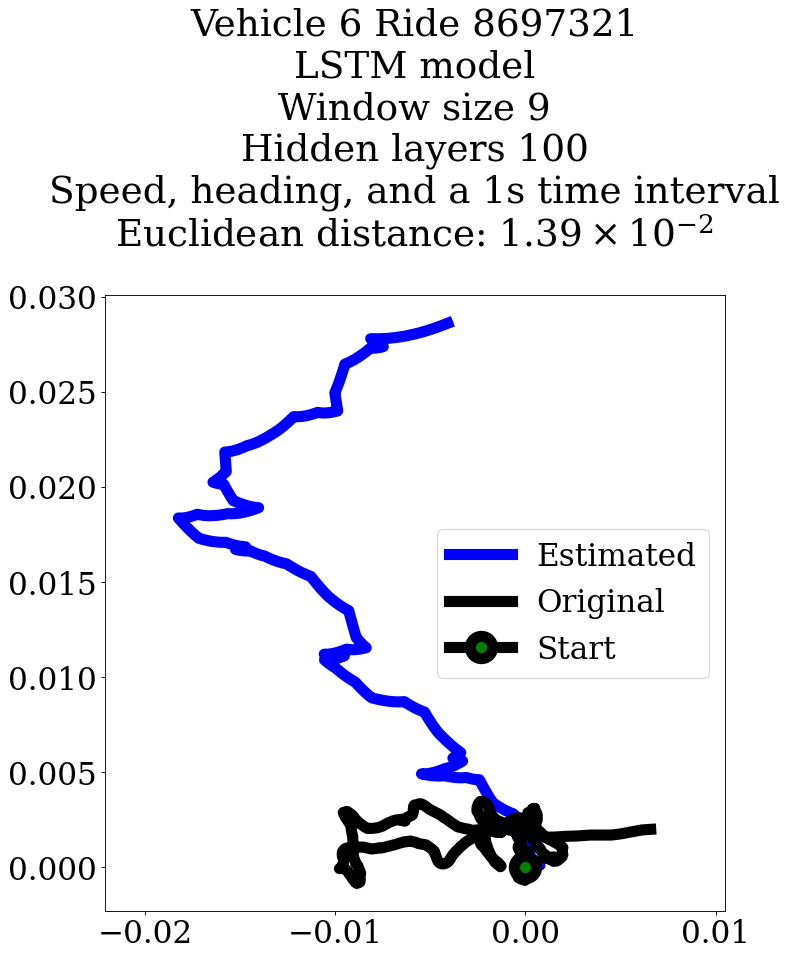 Vehicle 6 Ride 8697321
LSTM model
Window size 9
Hidden layers 100
Speed, heading, and a 1s time interval
Euclidean distance: 1.39 × 10⁻²
0.030
0.025
0.020
0.015
0.010
0.005
0.000
Estimated
Original
Start
−0.02 −0.01 0.00 0.01